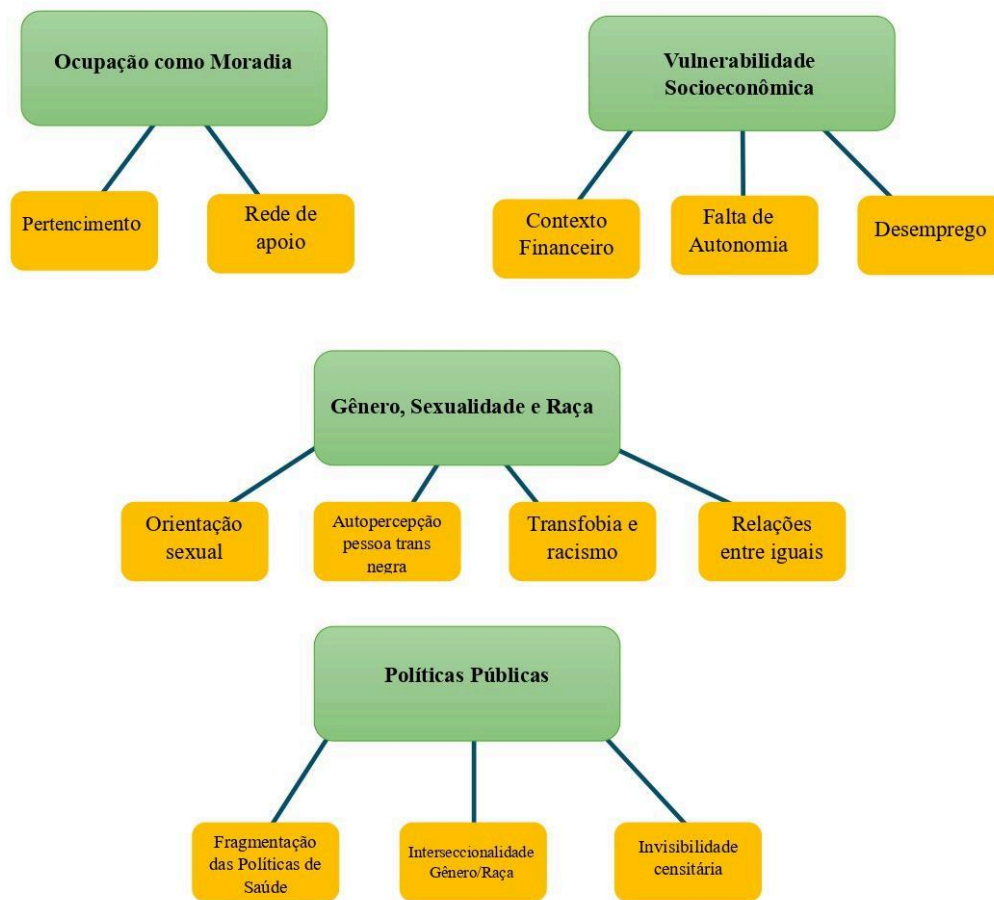 Ocupação como Moradia
Vulnerabilidade
Socioeconômica
Pertencimento
Rede de
apoio
Contexto
Financeiro
Falta de
Autonomia
Desemprego
Gênero, Sexualidade e Raça
Orientação
sexual
Autopercepção
pessoa trans
negra
Transfobia e
racismo
Relações
entre iguais
Políticas Públicas
Fragmentação
das Políticas de
Saúde
Interseccionalidade
Gênero/Raça
Invisibilidade
censitária